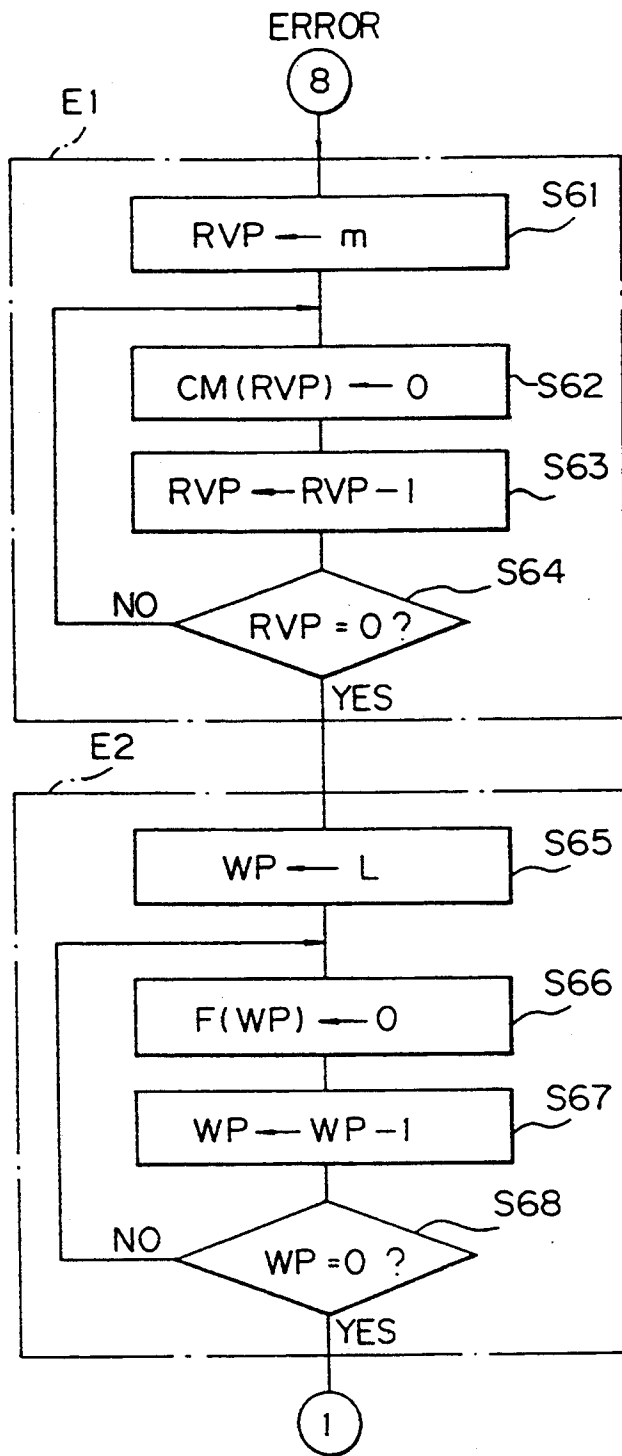 ERROR
8
E1
S61
RVP ← m
CM(RVP) ← 0
S62
S63
RVP ← RVP-1
S64
NO
RVP = 0 ?
YES
E2
S65
WP ← L
S66
F(WP) ← 0
S67
WP ← WP-1
S68
NO
WP = 0 ?
YES
1